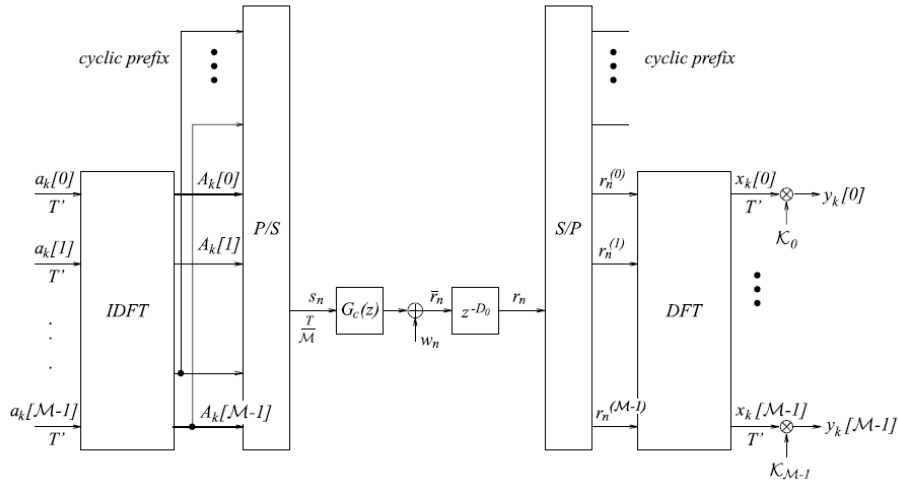 cyclic prefix
cyclic prefix
a_k[0]
T'
A_k[0]
a_k[1]
T'
A_k[1]
IDFT
P/S
s_n
T/ℳ
G_c(z)
r̄_n
w_n
z^{-D_0}
r_n
S/P
r_n^{(0)}
r_n^{(1)}
r_n^{(ℳ-1)}
DFT
x_k[0]
T'
y_k[0]
𝒦_0
a_k[ℳ-1]
T'
A_k[ℳ-1]
x_k[ℳ-1]
T'
y_k[ℳ-1]
𝒦_{ℳ-1}